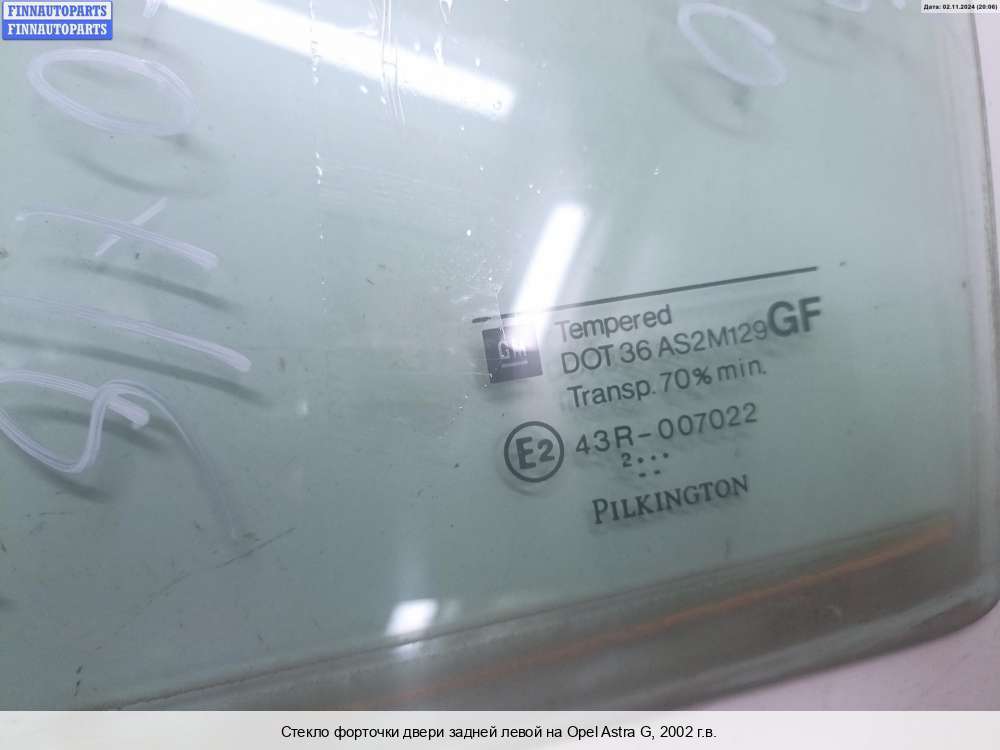 FINNAUTOPARTS
FINNAUTOPARTS
Дата: 02.11.2024 (20:06)
Tempered
GM
DOT 36 AS2M129 GF
Transp. 70% min.
E2 43R-007022
2...
PILKINGTON
Стекло форточки двери задней левой на Opel Astra G, 2002 г.в.